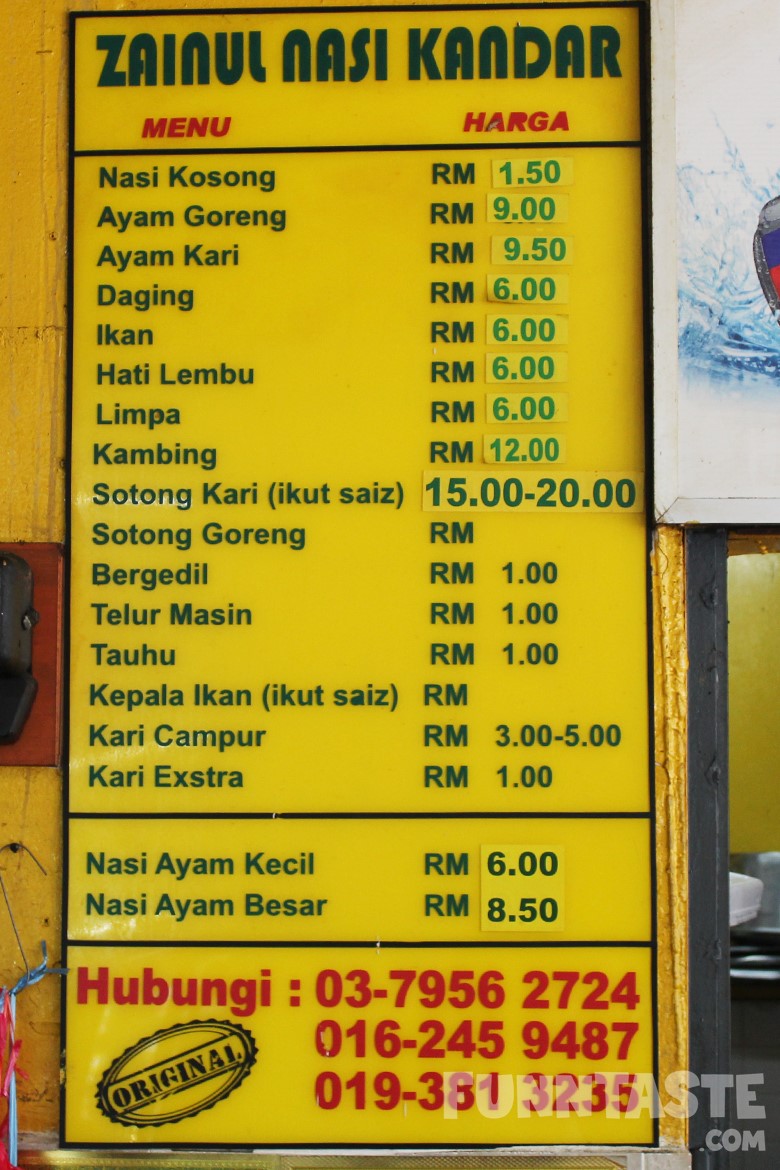 ZAINUL NASI KANDAR
MENU HARGA
Nasi Kosong RM 1.50
Ayam Goreng RM 9.00
Ayam Kari RM 9.50
Daging RM 6.00
Ikan RM 6.00
Hati Lembu RM 6.00
Limpa RM 6.00
Kambing RM 12.00
Sotong Kari (ikut saiz) 15.00-20.00
Sotong Goreng RM
Bergedil RM 1.00
Telur Masin RM 1.00
Tauhu RM 1.00
Kepala Ikan (ikut saiz) RM
Kari Campur RM 3.00-5.00
Kari Exstra RM 1.00
Nasi Ayam Kecil RM 6.00
Nasi Ayam Besar RM 8.50
Hubungi : 03-7956 2724
016-245 9487
019-381 3235
ORIGINAL
FUNNTASTE
.COM